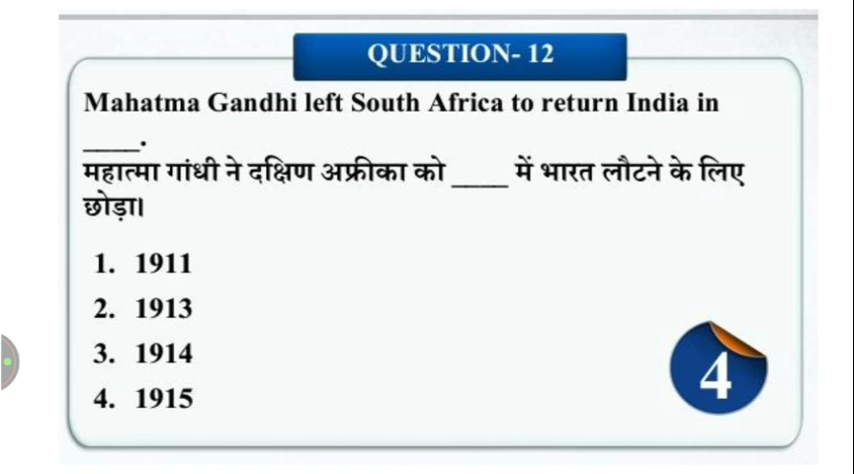 QUESTION- 12
Mahatma Gandhi left South Africa to return India in
____.
महात्मा गांधी ने दक्षिण अफ्रीका को ____ में भारत लौटने के लिए
छोड़ा।
1. 1911
2. 1913
3. 1914
4. 1915
4